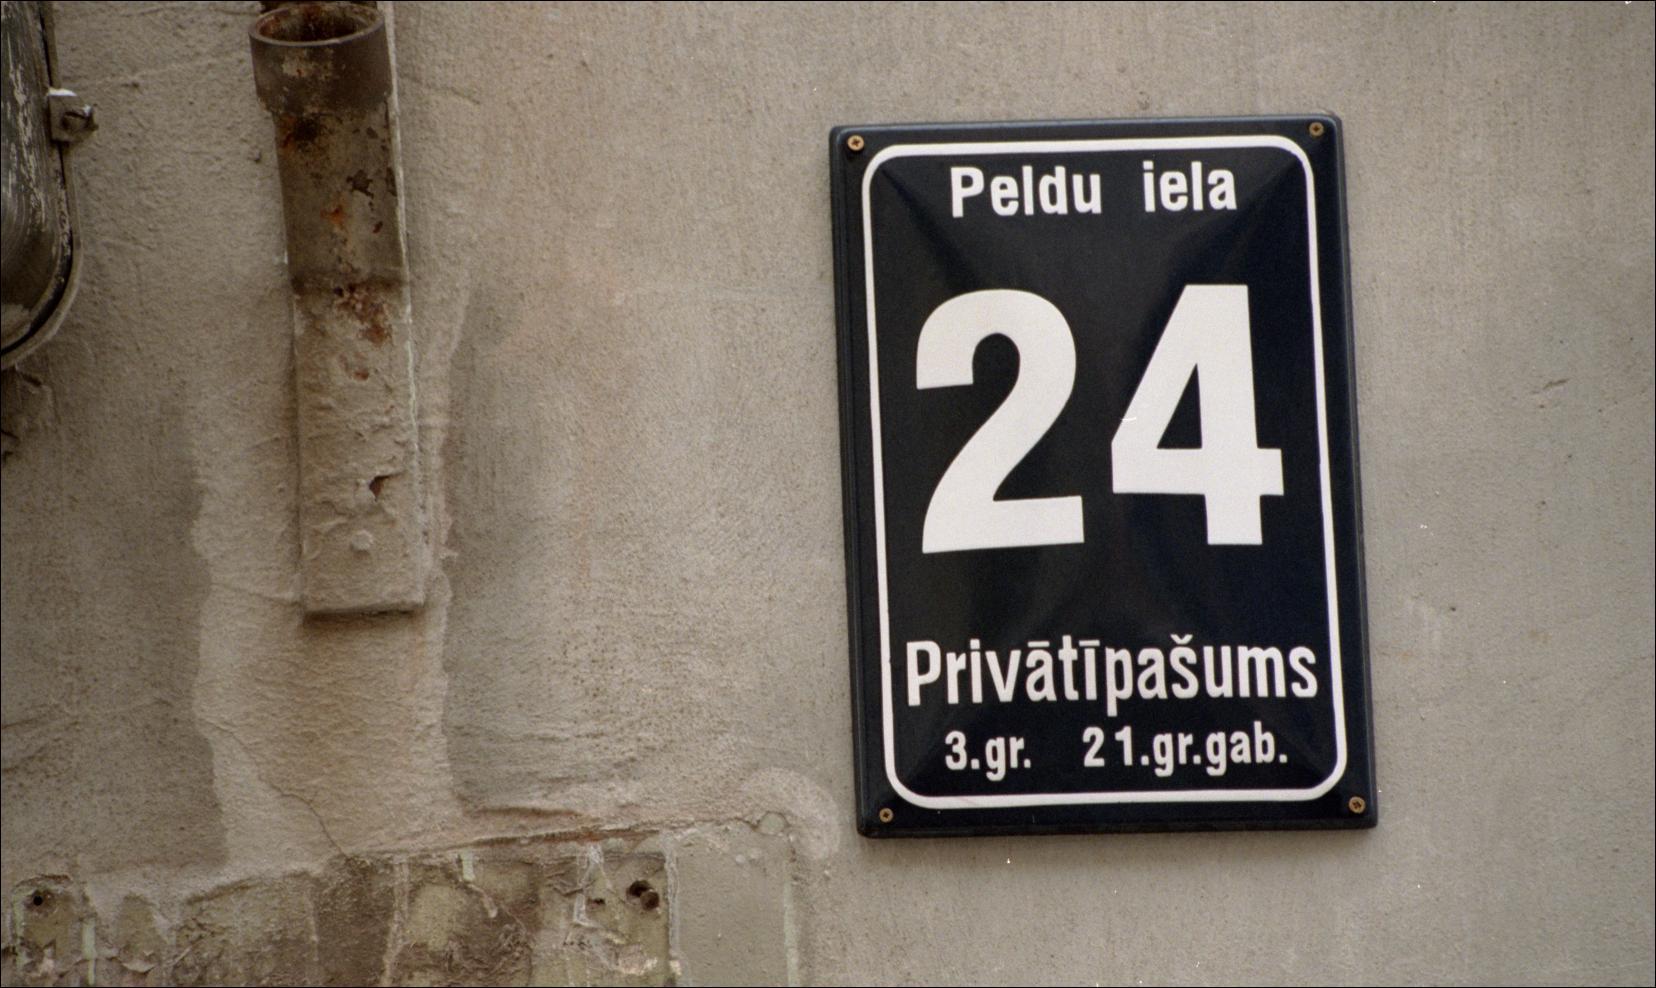 Peldu iela
24
Privātīpašums
3.gr. 21.gr.gab.